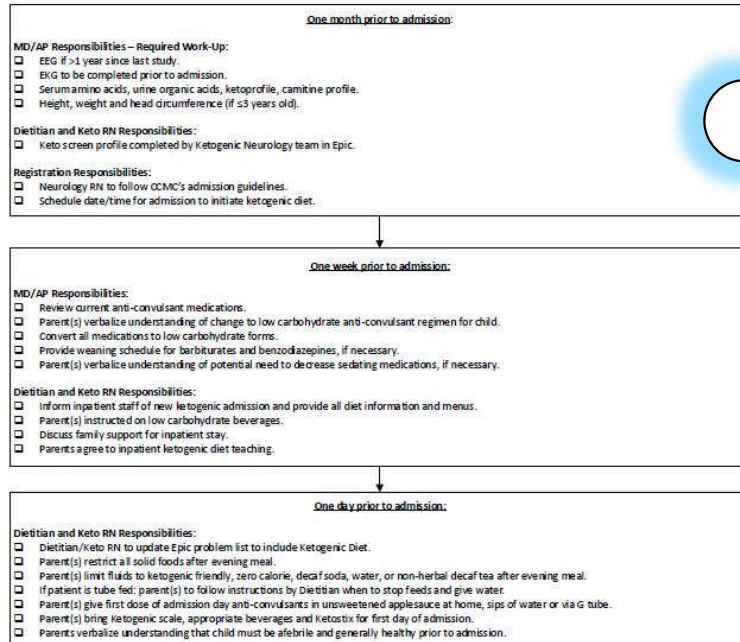 One month prior to admission:
MD/AP Responsibilities – Required Work-Up:
❑ EEG if >1 year since last study.
❑ EKG to be completed prior to admission.
❑ Serum amino acids, urine organic acids, ketoprofile, carnitine profile.
❑ Height, weight and head circumference (if ≤3 years old).
Dietitian and Keto RN Responsibilities:
❑ Keto screen profile completed by Ketogenic Neurology team in Epic.
Registration Responsibilities:
❑ Neurology RN to follow CCMC's admission guidelines.
❑ Schedule date/time for admission to initiate ketogenic diet.
One week prior to admission:
MD/AP Responsibilities:
❑ Review current anti-convulsant medications.
❑ Parent(s) verbalize understanding of change to low carbohydrate anti-convulsant regimen for child.
❑ Convert all medications to low carbohydrate forms.
❑ Provide weaning schedule for barbiturates and benzodiazepines, if necessary.
❑ Parent(s) verbalize understanding of potential need to decrease sedating medications, if necessary.
Dietitian and Keto RN Responsibilities:
❑ Inform inpatient staff of new ketogenic admission and provide all diet information and menus.
❑ Parent(s) instructed on low carbohydrate beverages.
❑ Discuss family support for inpatient stay.
❑ Parents agree to inpatient ketogenic diet teaching.
One day prior to admission:
Dietitian and Keto RN Responsibilities:
❑ Dietitian/Keto RN to update Epic problem list to include Ketogenic Diet.
❑ Parent(s) restrict all solid foods after evening meal.
❑ Parent(s) limit fluids to ketogenic friendly, zero calorie, decaf soda, water, or non-herbal decaf tea after evening meal.
❑ If patient is tube fed: parent(s) to follow instructions by Dietitian when to stop feeds and give water.
❑ Parent(s) give first dose of admission day anti-convulsants in unsweetened applesauce at home, sips of water or via G tube.
❑ Parent(s) bring Ketogenic scale, appropriate beverages and Ketostix for first day of admission.
❑ Parents verbalize understanding that child must be afebrile and generally healthy prior to admission.